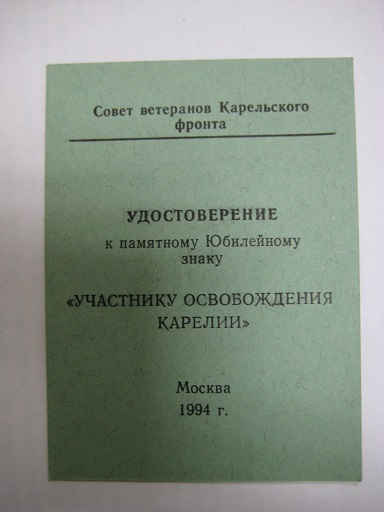 Совет ветеранов Карельского
фронта
УДОСТОВЕРЕНИЕ
к памятному Юбилейному
знаку
«УЧАСТНИКУ ОСВОБОЖДЕНИЯ
КАРЕЛИИ»
Москва
1994 г.